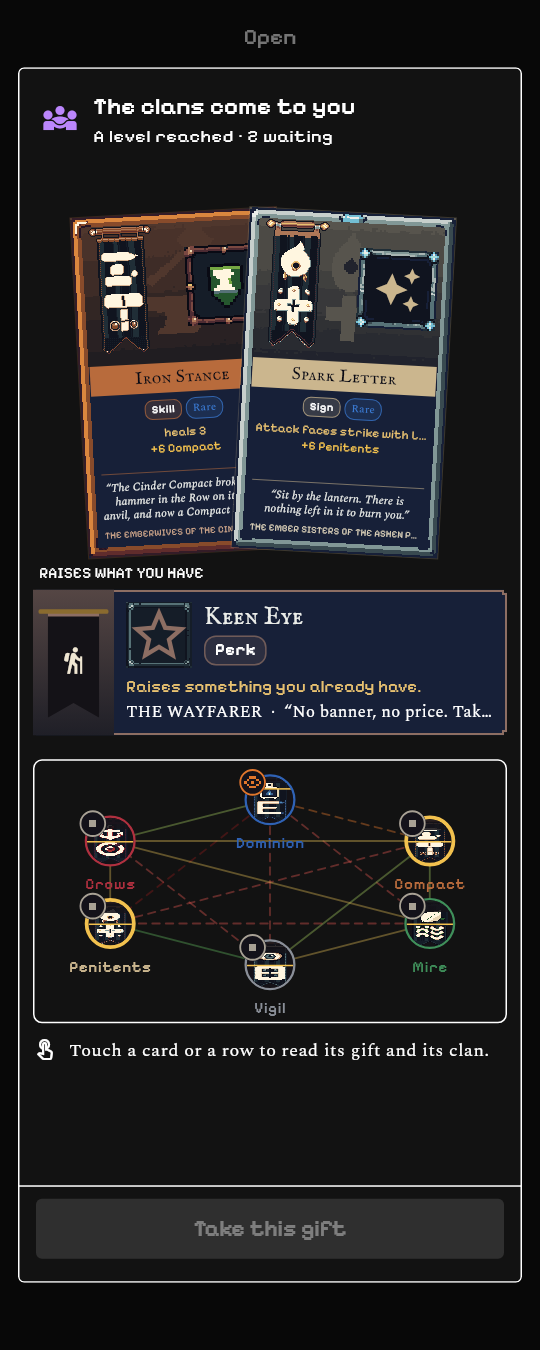 Open
The clans come to you
A level reached · 2 waiting
Iron Stance
Skill
Rare
heals 3
+6 Compact
“The Cinder Compact brok
hammer in the Row on it
anvil, and now a Compact
THE EMBERWIVES OF THE CIN
Spark Letter
Sign
Rare
Attack faces strike with L...
+6 Penitents
“Sit by the lantern. There is
nothing left in it to burn you.”
THE EMBER SISTERS OF THE ASHEN P...
RAISES WHAT YOU HAVE
Keen Eye
Perk
Raises something you already have.
THE WAYFARER · “No banner, no price. Tak...
Dominion
Crows
Compact
Penitents
Mire
Vigil
Touch a card or a row to read its gift and its clan.
Take this gift